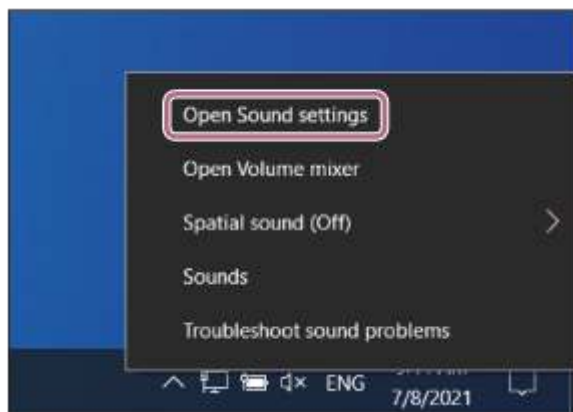 Open Sound settings
Open Volume mixer
Spatial sound (Off)
Sounds
Troubleshoot sound problems
ENG
7/8/2021